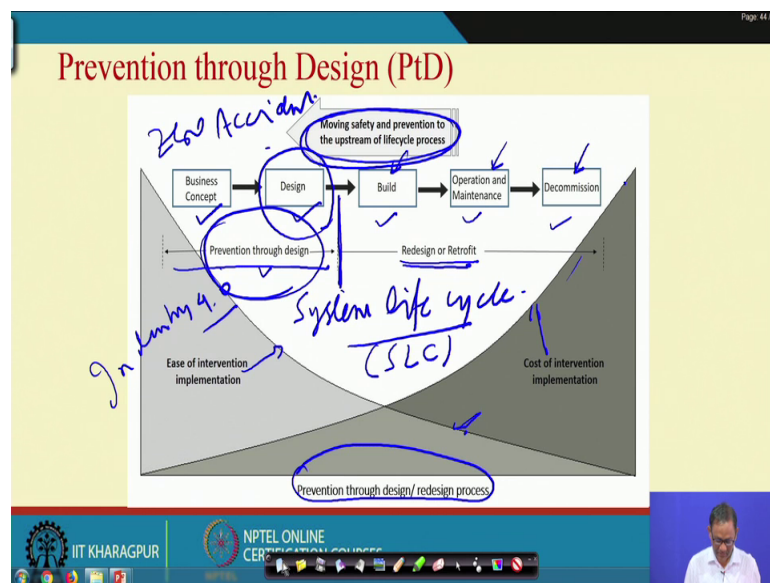 Page: 44
Prevention through Design (PtD)
Zero Accident.
Moving safety and prevention to
the upstream of lifecycle process
Business
Concept
Design
Build
Operation and
Maintenance
Decommission
Prevention through design
Redesign or Retrofit
Industry 4.0
System life cycle.
(SLC)
Ease of intervention
implementation
Cost of intervention
implementation
Prevention through design/ redesign process
IIT KHARAGPUR
NPTEL ONLINE
CERTIFICATION COURSES
NPTEL